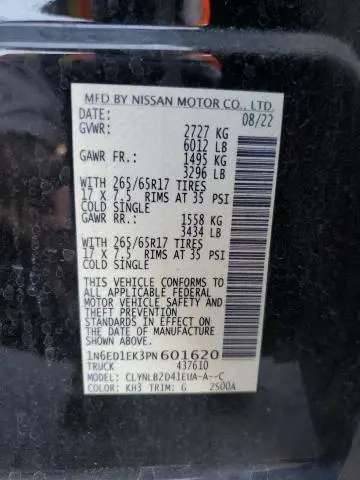 MFD BY NISSAN MOTOR CO., LTD.
DATE: 08/22
GVWR: 2727 KG
6012 LB
GAWR FR.: 1495 KG
3296 LB
WITH 265/65R17 TIRES
17 X 7.5 RIMS AT 35 PSI
COLD SINGLE
GAWR RR.: 1558 KG
3434 LB
WITH 265/65R17 TIRES
17 X 7.5 RIMS AT 35 PSI
COLD SINGLE
THIS VEHICLE CONFORMS TO
ALL APPLICABLE FEDERAL
MOTOR VEHICLE SAFETY AND
THEFT PREVENTION
STANDARDS IN EFFECT ON
THE DATE OF MANUFACTURE
SHOWN ABOVE.
1N6ED1EK3PN601620
TRUCK 437610
MODEL: CLYNLB2D41EUA-A--C
COLOR: KH3 TRIM: G 2500A